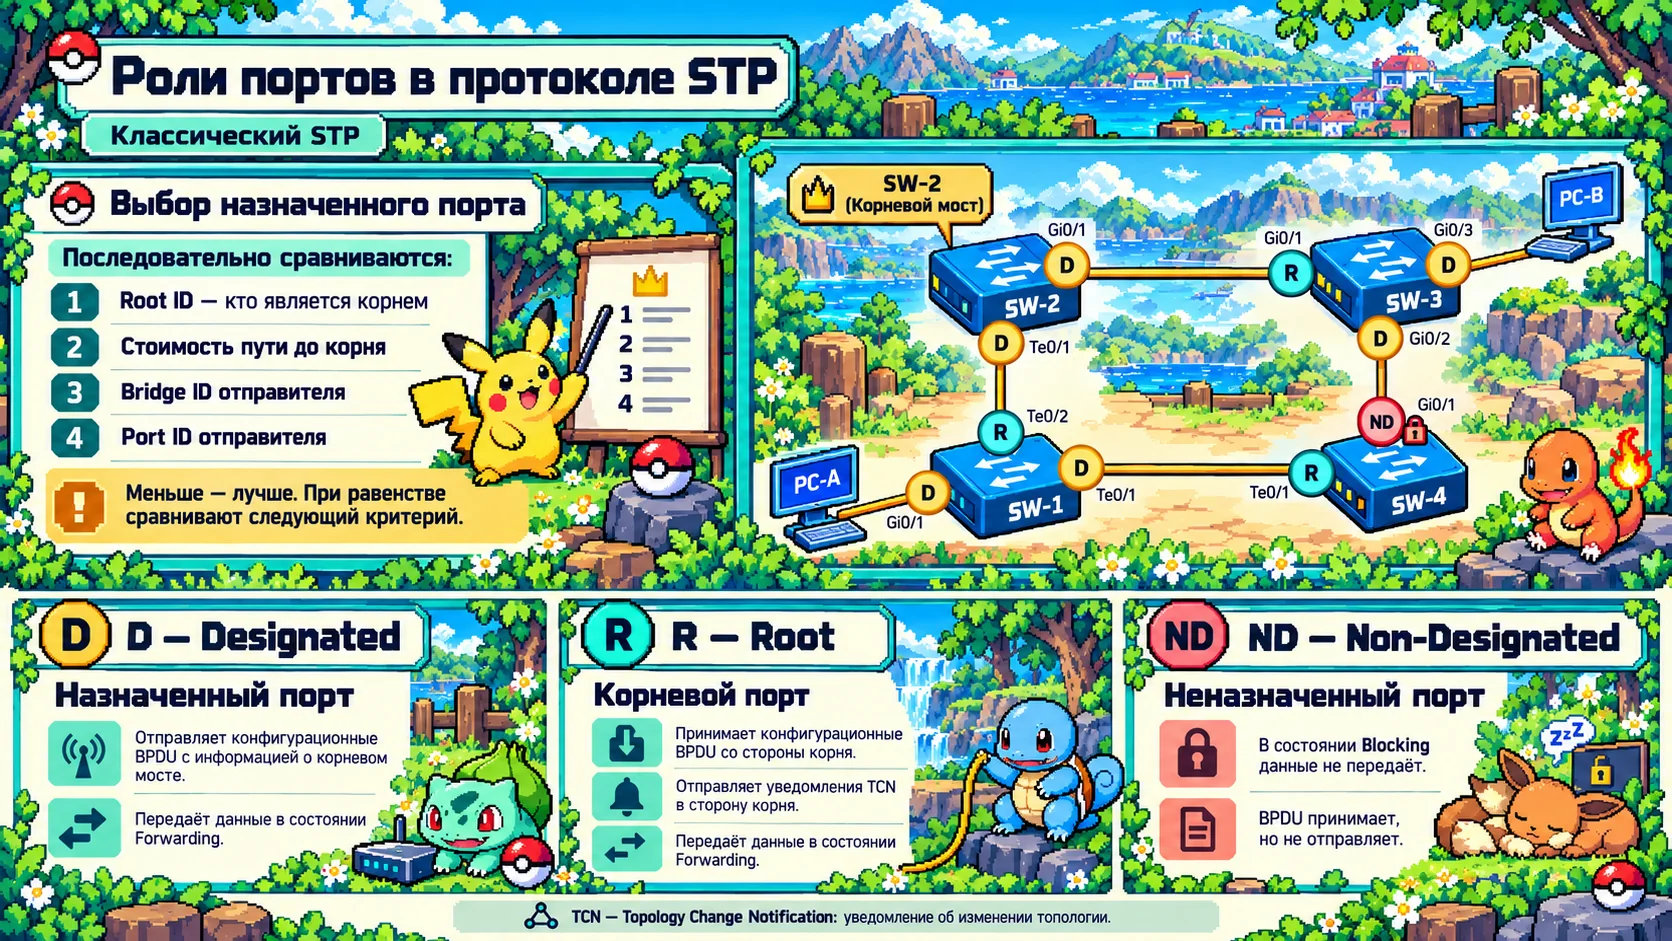 Роли портов в протоколе STP
Классический STP
Выбор назначенного порта
Последовательно сравниваются:
1 Root ID — кто является корнем
2 Стоимость пути до корня
3 Bridge ID отправителя
4 Port ID отправителя
! Меньше — лучше. При равенстве
сравнивают следующий критерий.
1
2
3
4
SW-2
(Корневой мост)
Gi0/1
D
SW-2
D
Te0/1
Gi0/1
R
SW-3
Gi0/3
D
PC-B
D
Gi0/2
Te0/2
R
SW-1
D
Te0/1
PC-A
D
Gi0/1
Gi0/1
ND
R
Te0/1
SW-4
D D — Designated
Назначенный порт
Отправляет конфигурационные
BPDU с информацией о корневом
мосте.
Передаёт данные в состоянии
Forwarding.
R R — Root
Корневой порт
Принимает конфигурационные
BPDU со стороны корня.
Отправляет уведомления TCN
в сторону корня.
Передаёт данные в состоянии
Forwarding.
ND ND — Non-Designated
Неназначенный порт
В состоянии Blocking
данные не передаёт.
BPDU принимает,
но не отправляет.
ZZZ
TCN — Topology Change Notification: уведомление об изменении топологии.